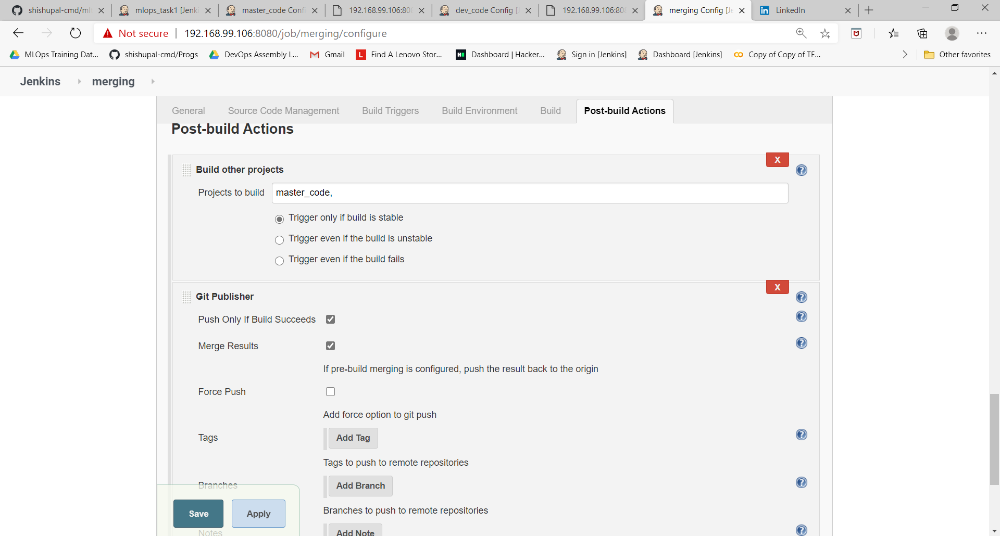 shishupal-cmd/ml
mlops_task1 [Jenk
master_code Confi
192.168.99.106:80
dev_code Config [
192.168.99.106:80
merging Config [Je
LinkedIn
Not secure
192.168.99.106:8080/job/merging/configure
MLOps Training Dat...
shishupal-cmd/Progs
DevOps Assembly L...
Gmail
L
Find A Lenovo Stor...
Dashboard | Hacker...
Sign in [Jenkins]
Dashboard [Jenkins]
Copy of Copy of TF...
Other favorites
Jenkins
merging
General
Source Code Management
Build Triggers
Build Environment
Build
Post-build Actions
Post-build Actions
X
Build other projects
Projects to build
master_code,
Trigger only if build is stable
Trigger even if the build is unstable
Trigger even if the build fails
X
Git Publisher
Push Only If Build Succeeds
Merge Results
If pre-build merging is configured, push the result back to the origin
Force Push
Add force option to git push
Tags
Add Tag
Tags to push to remote repositories
Branches
Add Branch
Branches to push to remote repositories
Save
Apply
Notes
Add Note